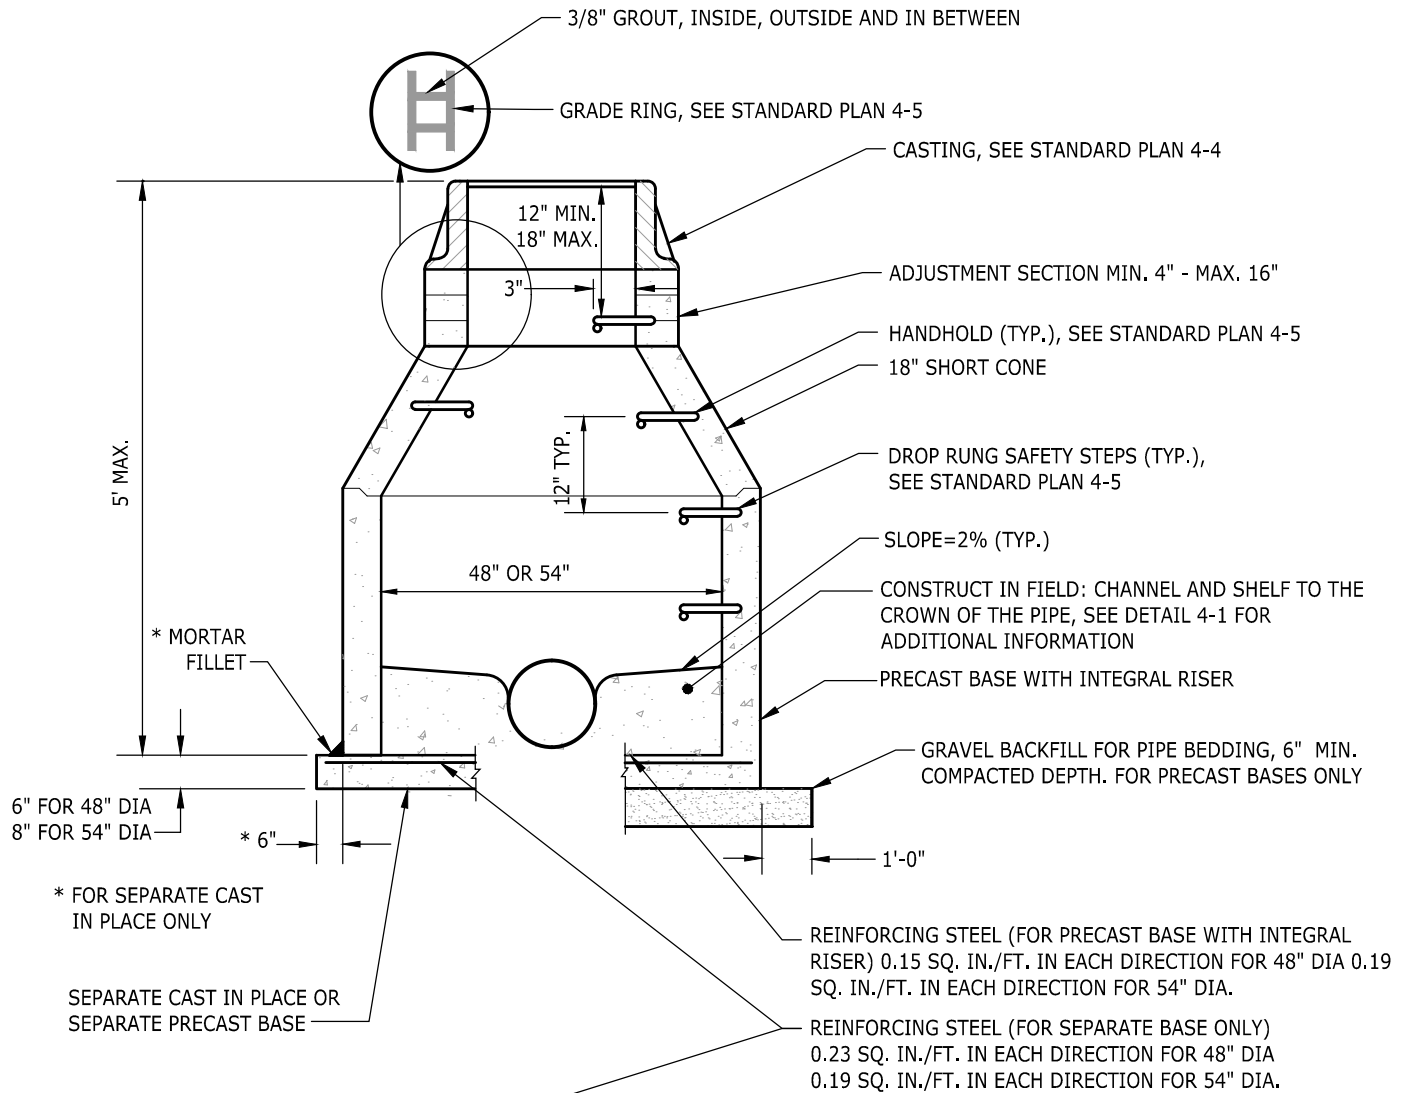 3/8" GROUT, INSIDE, OUTSIDE AND IN BETWEEN
GRADE RING, SEE STANDARD PLAN 4-5
CASTING, SEE STANDARD PLAN 4-4
12" MIN.
18" MAX.
3"
ADJUSTMENT SECTION MIN. 4" - MAX. 16"
HANDHOLD (TYP.), SEE STANDARD PLAN 4-5
18" SHORT CONE
5' MAX.
12" TYP.
DROP RUNG SAFETY STEPS (TYP.),
SEE STANDARD PLAN 4-5
SLOPE=2% (TYP.)
48" OR 54"
CONSTRUCT IN FIELD: CHANNEL AND SHELF TO THE
CROWN OF THE PIPE, SEE DETAIL 4-1 FOR
ADDITIONAL INFORMATION
* MORTAR
FILLET
PRECAST BASE WITH INTEGRAL RISER
GRAVEL BACKFILL FOR PIPE BEDDING, 6" MIN.
COMPACTED DEPTH. FOR PRECAST BASES ONLY
6" FOR 48" DIA
8" FOR 54" DIA
* 6"
1'-0"
* FOR SEPARATE CAST
IN PLACE ONLY
REINFORCING STEEL (FOR PRECAST BASE WITH INTEGRAL
RISER) 0.15 SQ. IN./FT. IN EACH DIRECTION FOR 48" DIA 0.19
SQ. IN./FT. IN EACH DIRECTION FOR 54" DIA.
SEPARATE CAST IN PLACE OR
SEPARATE PRECAST BASE
REINFORCING STEEL (FOR SEPARATE BASE ONLY)
0.23 SQ. IN./FT. IN EACH DIRECTION FOR 48" DIA
0.19 SQ. IN./FT. IN EACH DIRECTION FOR 54" DIA.